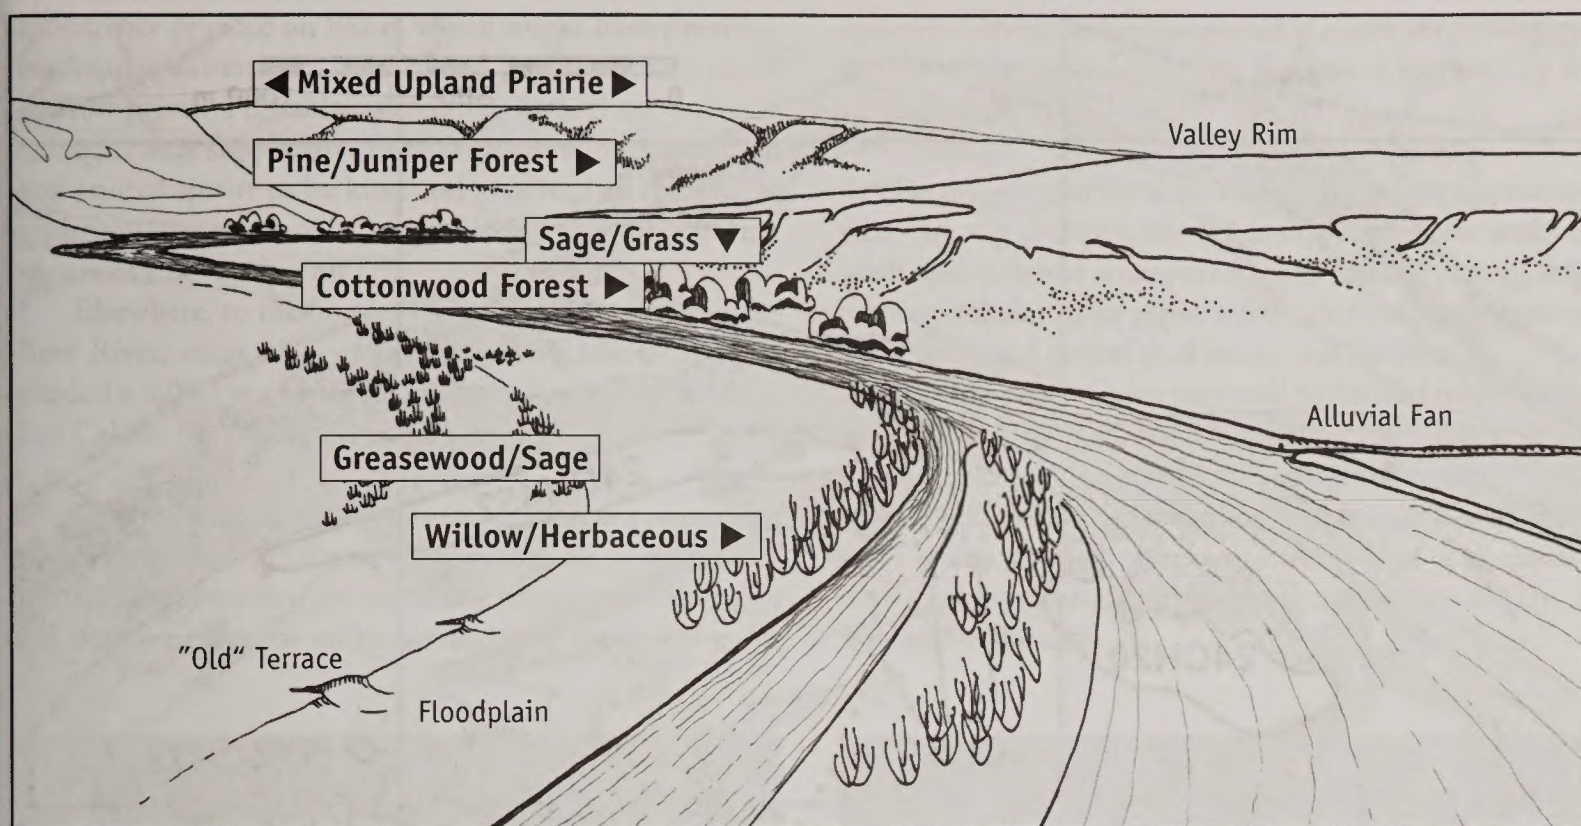 ◀ Mixed Upland Prairie ▶
Valley Rim
Pine/Juniper Forest ▶
Sage/Grass ▼
Cottonwood Forest ▶
Alluvial Fan
Greasewood/Sage
Willow/Herbaceous ▶
"Old" Terrace
Floodplain